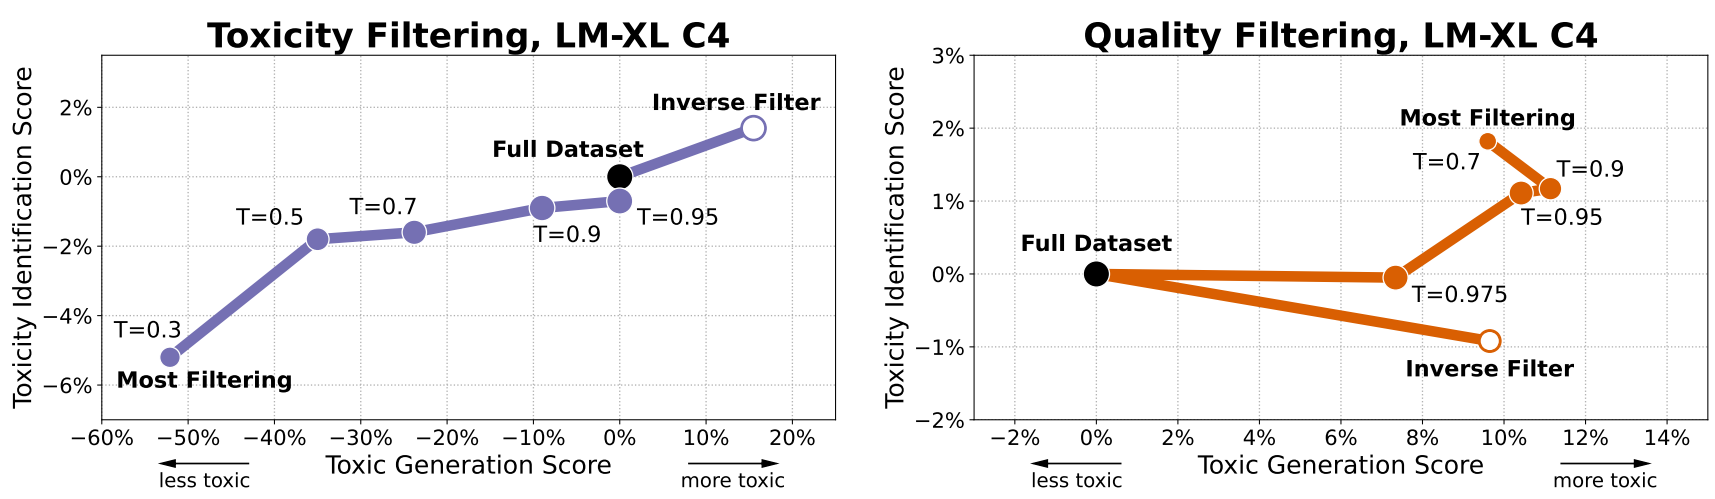 Toxicity Filtering, LM-XL C4
Toxicity Identification Score
2%
0%
−2%
−4%
−6%
Inverse Filter
Full Dataset
T=0.5
T=0.7
T=0.9
T=0.95
T=0.3
Most Filtering
−60%
−50%
−40%
−30%
−20%
−10%
0%
10%
20%
Toxic Generation Score
less toxic
more toxic
Quality Filtering, LM-XL C4
Toxicity Identification Score
3%
2%
1%
0%
−1%
−2%
Most Filtering
T=0.7
T=0.9
T=0.95
Full Dataset
T=0.975
Inverse Filter
−2%
0%
2%
4%
6%
8%
10%
12%
14%
Toxic Generation Score
less toxic
more toxic